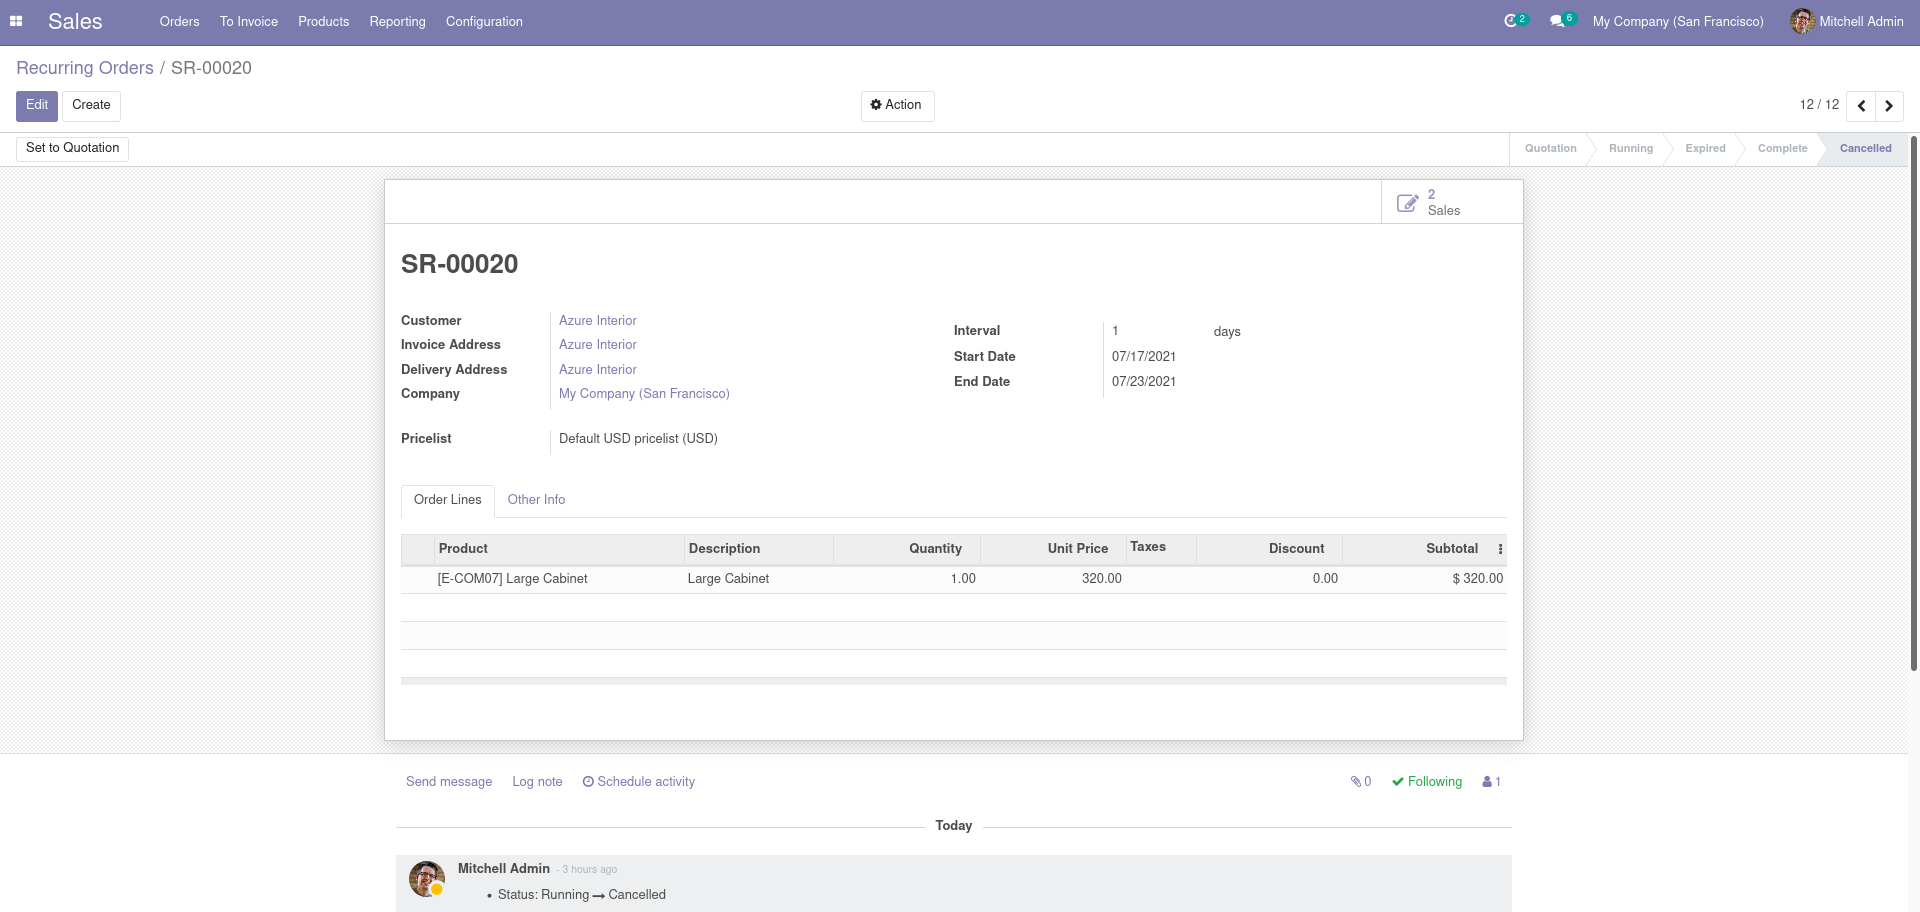 Sales Orders To Invoice Products Reporting Configuration 2 6 My Company (San Francisco) Mitchell Admin
Recurring Orders / SR-00020
Edit Create Action 12 / 12
Set to Quotation Quotation Running Expired Complete Cancelled
2
Sales
SR-00020
Customer Azure Interior
Invoice Address Azure Interior
Delivery Address Azure Interior
Company My Company (San Francisco)
Pricelist Default USD pricelist (USD)
Interval 1 days
Start Date 07/17/2021
End Date 07/23/2021
Order Lines Other Info
Product Description Quantity Unit Price Taxes Discount Subtotal
[E-COM07] Large Cabinet Large Cabinet 1.00 320.00 0.00 $ 320.00
Send message Log note Schedule activity 0 Following 1
Today
Mitchell Admin - 3 hours ago
• Status: Running → Cancelled